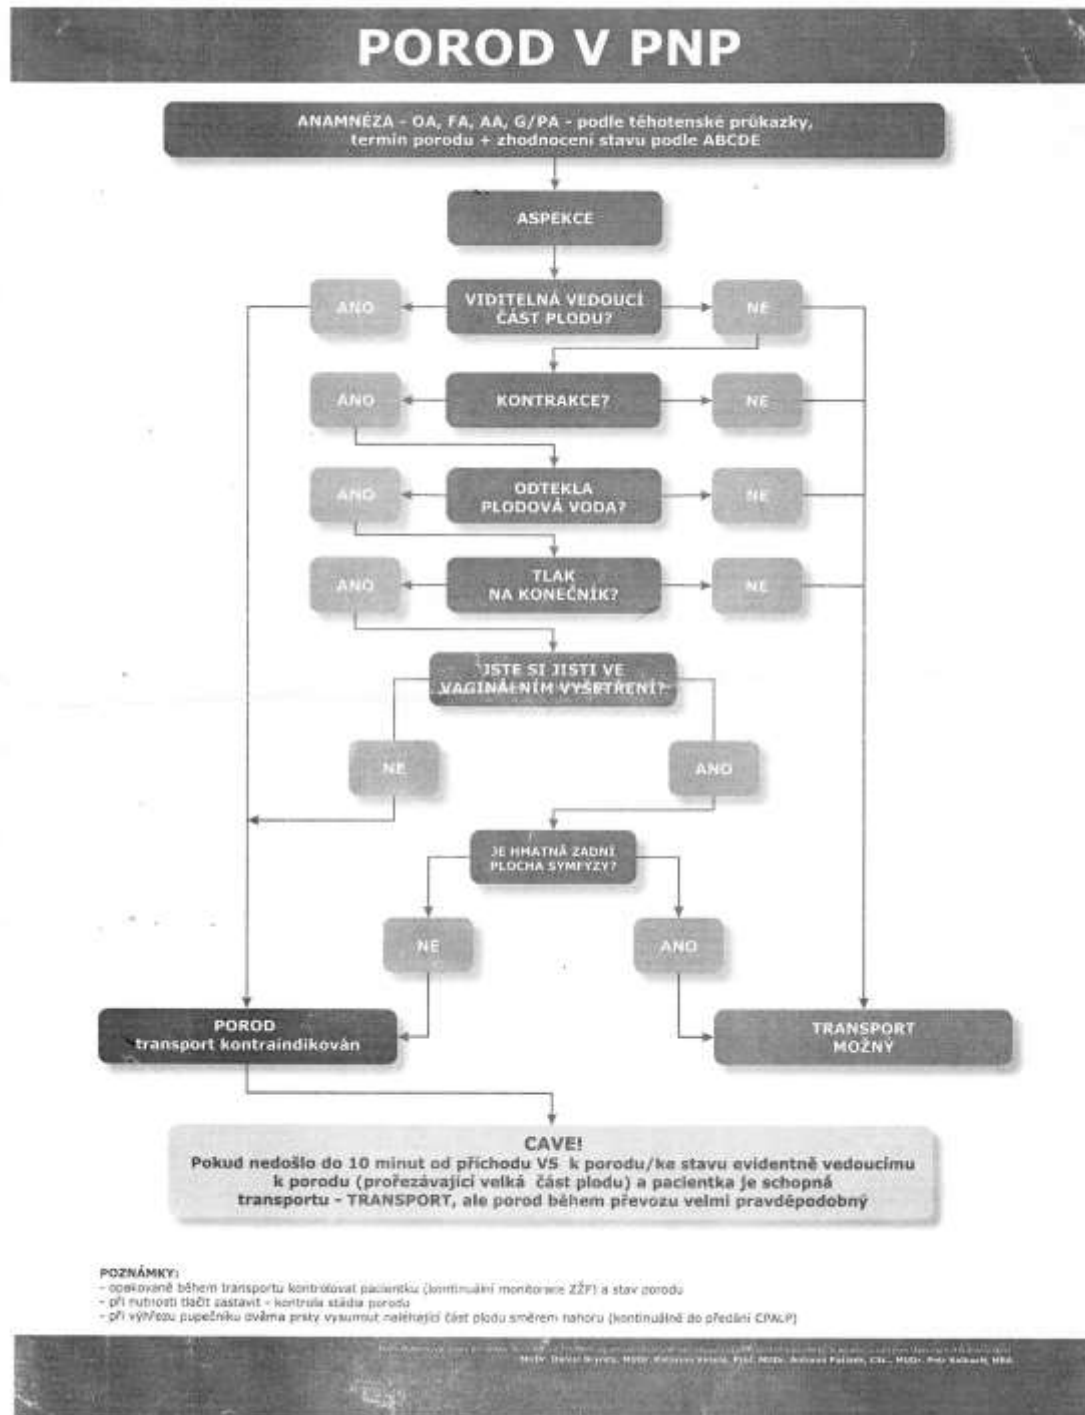 POROD V PNP
ANAMNÉZA - OA, FA, AA, G/PA - podle těhotenské průkazky,
termín porodu + zhodnocení stavu podle ABCDE
ASPEKCE
ANO
VIDITELNÁ VEDOUCÍ
ČÁST PLODU?
NE
ANO
KONTRAKCE?
NE
ANO
ODTEKLA
PLODOVÁ VODA?
NE
ANO
TLAK
NA KONEČNÍK?
NE
JSTE SI JISTI VE
VAGINÁLNÍM VYŠETŘENÍ?
NE
ANO
JE HMATNÁ ZADNÍ
PLOCHA SYMFÝZY?
NE
ANO
POROD
transport kontraindikován
TRANSPORT
MOŽNÝ
CAVE!
Pokud nedošlo do 10 minut od příchodu VS k porodu/ke stavu evidentně vedoucímu
k porodu (prořezávající velká část plodu) a pacientka je schopná
transportu - TRANSPORT, ale porod během převozu velmi pravděpodobný
POZNÁMKY:
- opakovaně během transportu kontrolovat pacientku (kontinuální monitorace ZŽF) a stav porodu
- při nutnosti tlačit zastavit - kontrola stádia porodu
- při výhřezu pupečníku dvěma prsty vysunout naléhající část plodu směrem nahoru (kontinuálně do předání CPALP)